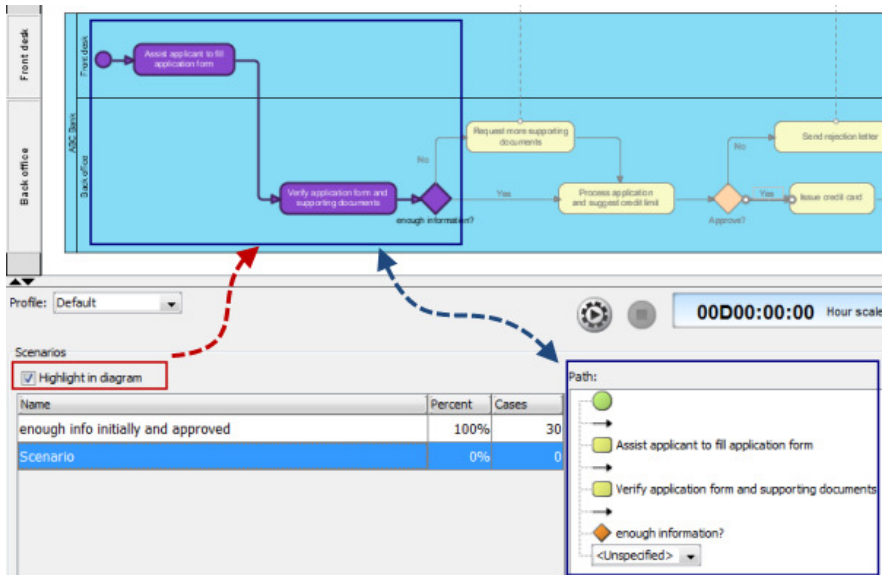 Front desk
Back office
ABC Bank
Front desk
Back office
Assist applicant to fill
application form
Verify application form and
supporting documents
enough information?
No
Yes
Request more supporting
documents
Process application
and suggest credit limit
Approve?
No
Yes
Send rejection letter
Issue credit card
Profile: Default
00D00:00:00 Hour scale
Scenarios
Highlight in diagram
Name Percent Cases
enough info initially and approved 100% 30
Scenario 0% 0
Path:
Assist applicant to fill application form
Verify application form and supporting documents
enough information?
<Unspecified>